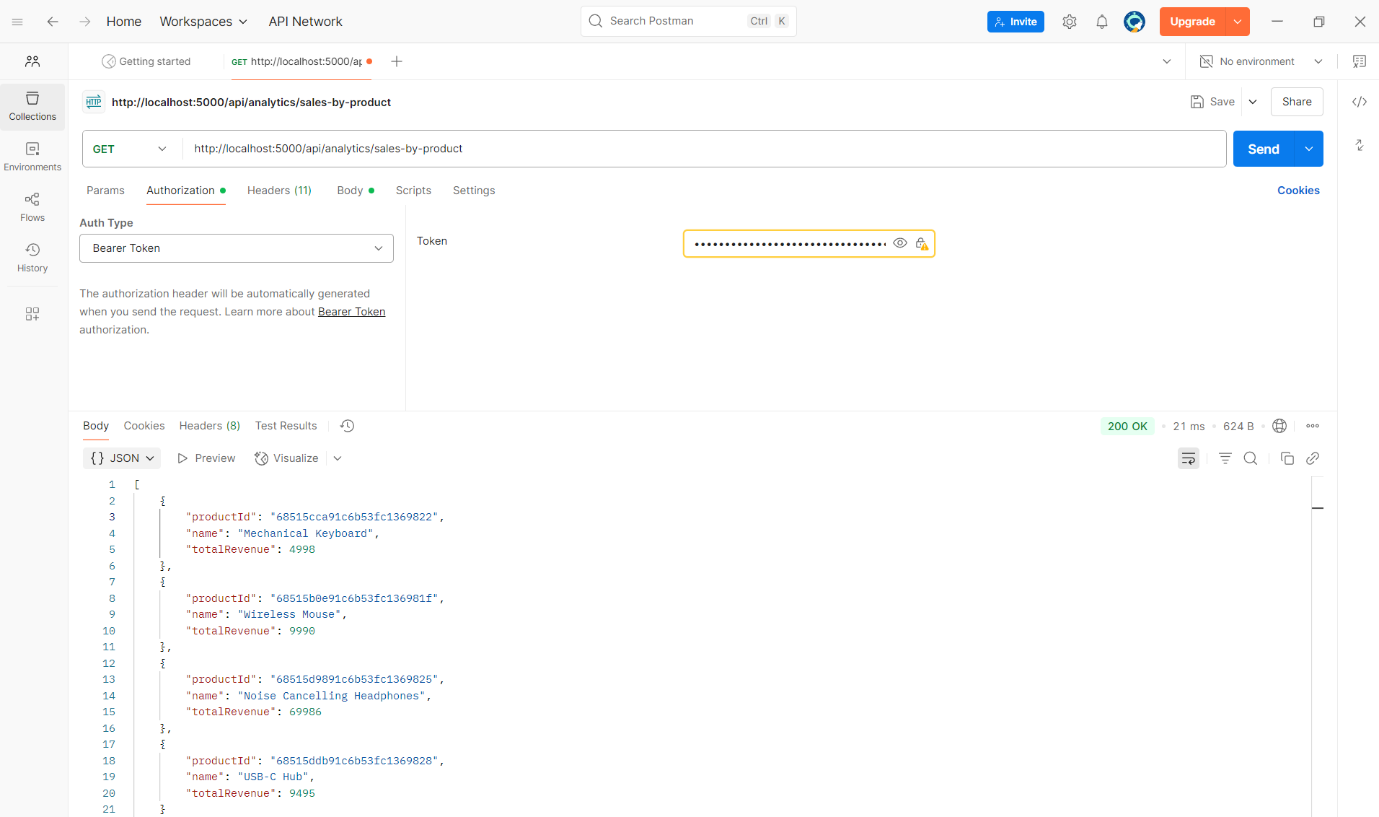 Home Workspaces API Network Search Postman Ctrl K Invite Upgrade
Getting started GET http://localhost:5000/ap No environment
HTTP http://localhost:5000/api/analytics/sales-by-product Save Share
Collections
GET http://localhost:5000/api/analytics/sales-by-product Send
Environments
Params Authorization Headers (11) Body Scripts Settings Cookies
Flows
Auth Type
Token ••••••••••••••••••••••••••••••••
Bearer Token
History
The authorization header will be automatically generated
when you send the request. Learn more about Bearer Token
authorization.
Body Cookies Headers (8) Test Results 200 OK • 21 ms • 624 B
{} JSON Preview Visualize
1 [
2 {
3 "productId": "68515cca91c6b53fc1369822",
4 "name": "Mechanical Keyboard",
5 "totalRevenue": 4998
6 },
7 {
8 "productId": "68515b0e91c6b53fc136981f",
9 "name": "Wireless Mouse",
10 "totalRevenue": 9990
11 },
12 {
13 "productId": "68515d9891c6b53fc1369825",
14 "name": "Noise Cancelling Headphones",
15 "totalRevenue": 69986
16 },
17 {
18 "productId": "68515ddb91c6b53fc1369828",
19 "name": "USB-C Hub",
20 "totalRevenue": 9495
21 }